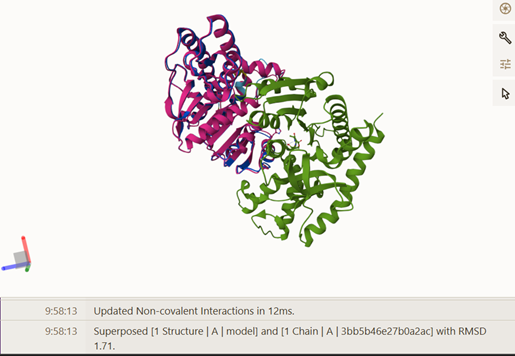 9:58:13 Updated Non-covalent Interactions in 12ms.
9:58:13 Superposed [1 Structure | A | model] and [1 Chain | A | 3bb5b46e27b0a2ac] with RMSD
1.71.